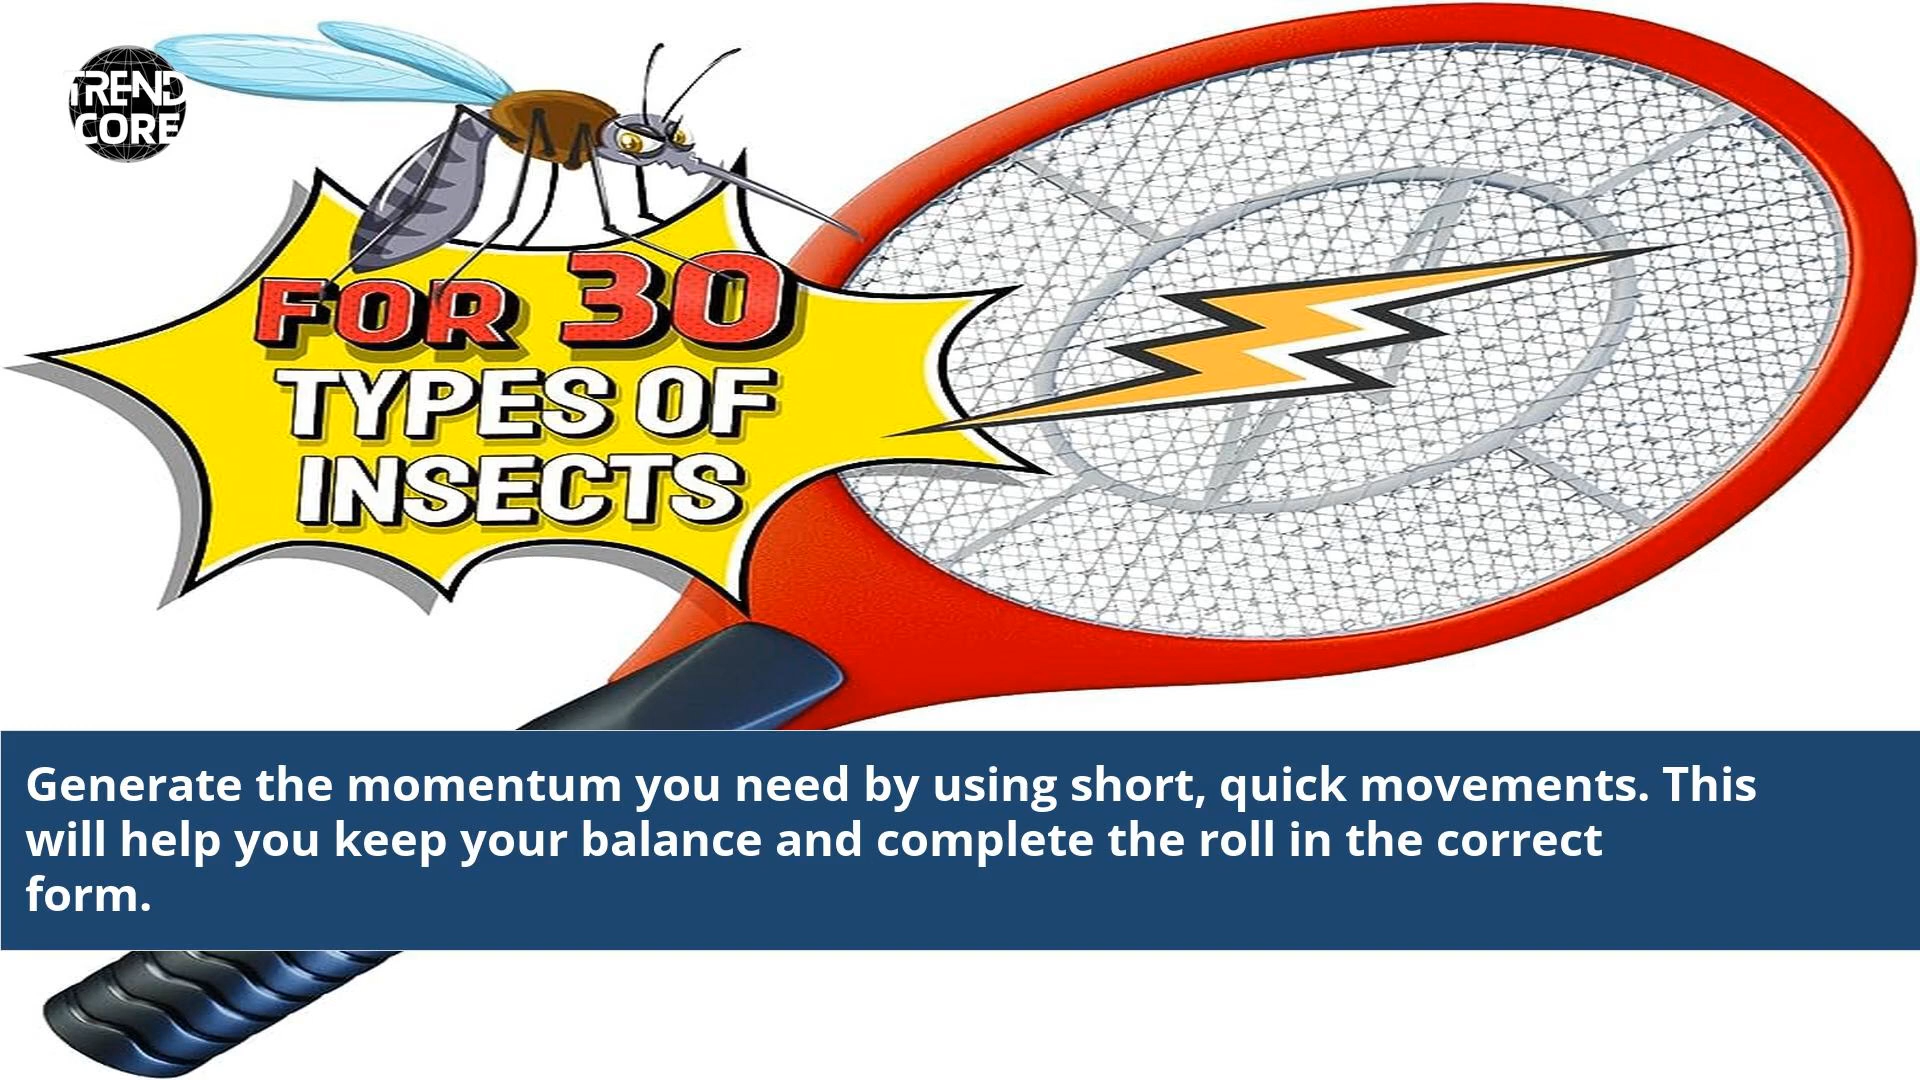 TREND
CORE
FOR 30
TYPES OF
INSECTS
Generate the momentum you need by using short, quick movements. This
will help you keep your balance and complete the roll in the correct
form.